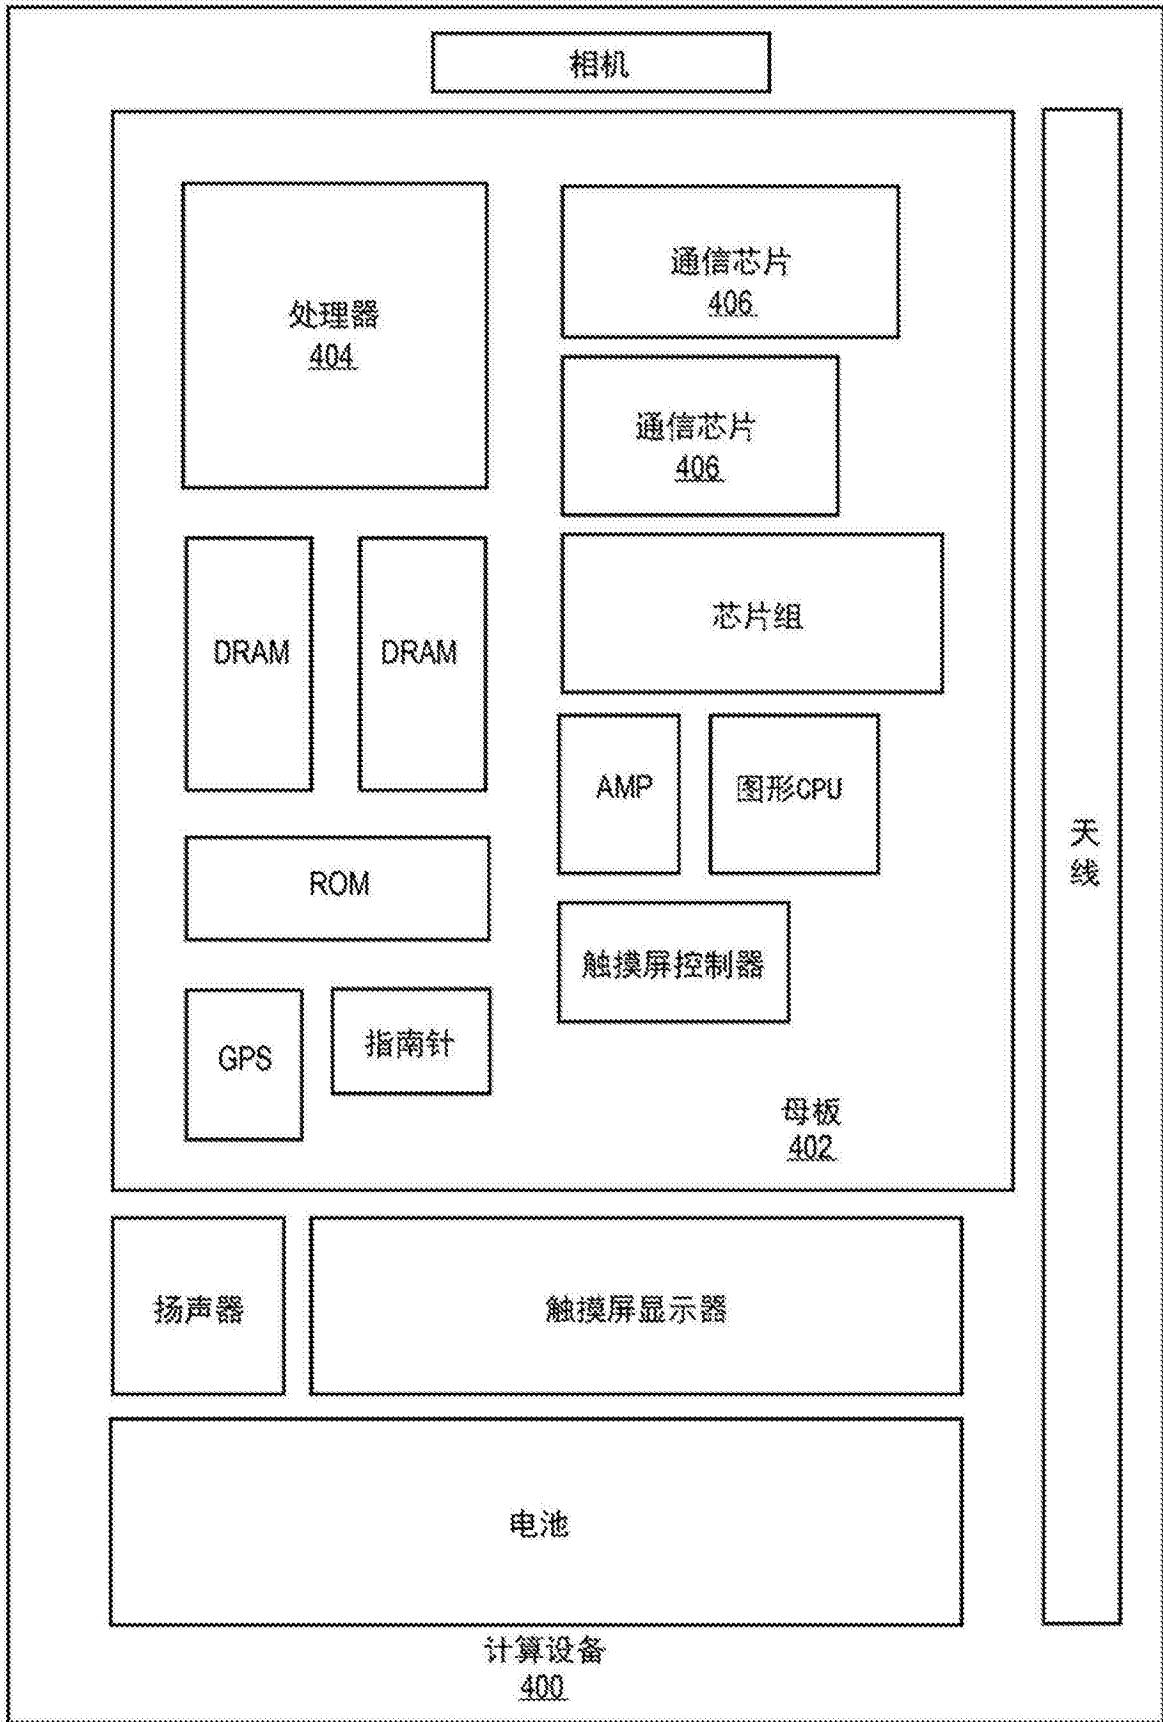 相机
处理器
404
通信芯片
406
通信芯片
406
DRAM
DRAM
芯片组
AMP
图形CPU
ROM
触摸屏控制器
GPS
指南针
母板
402
天
线
扬声器
触摸屏显示器
电池
计算设备
400